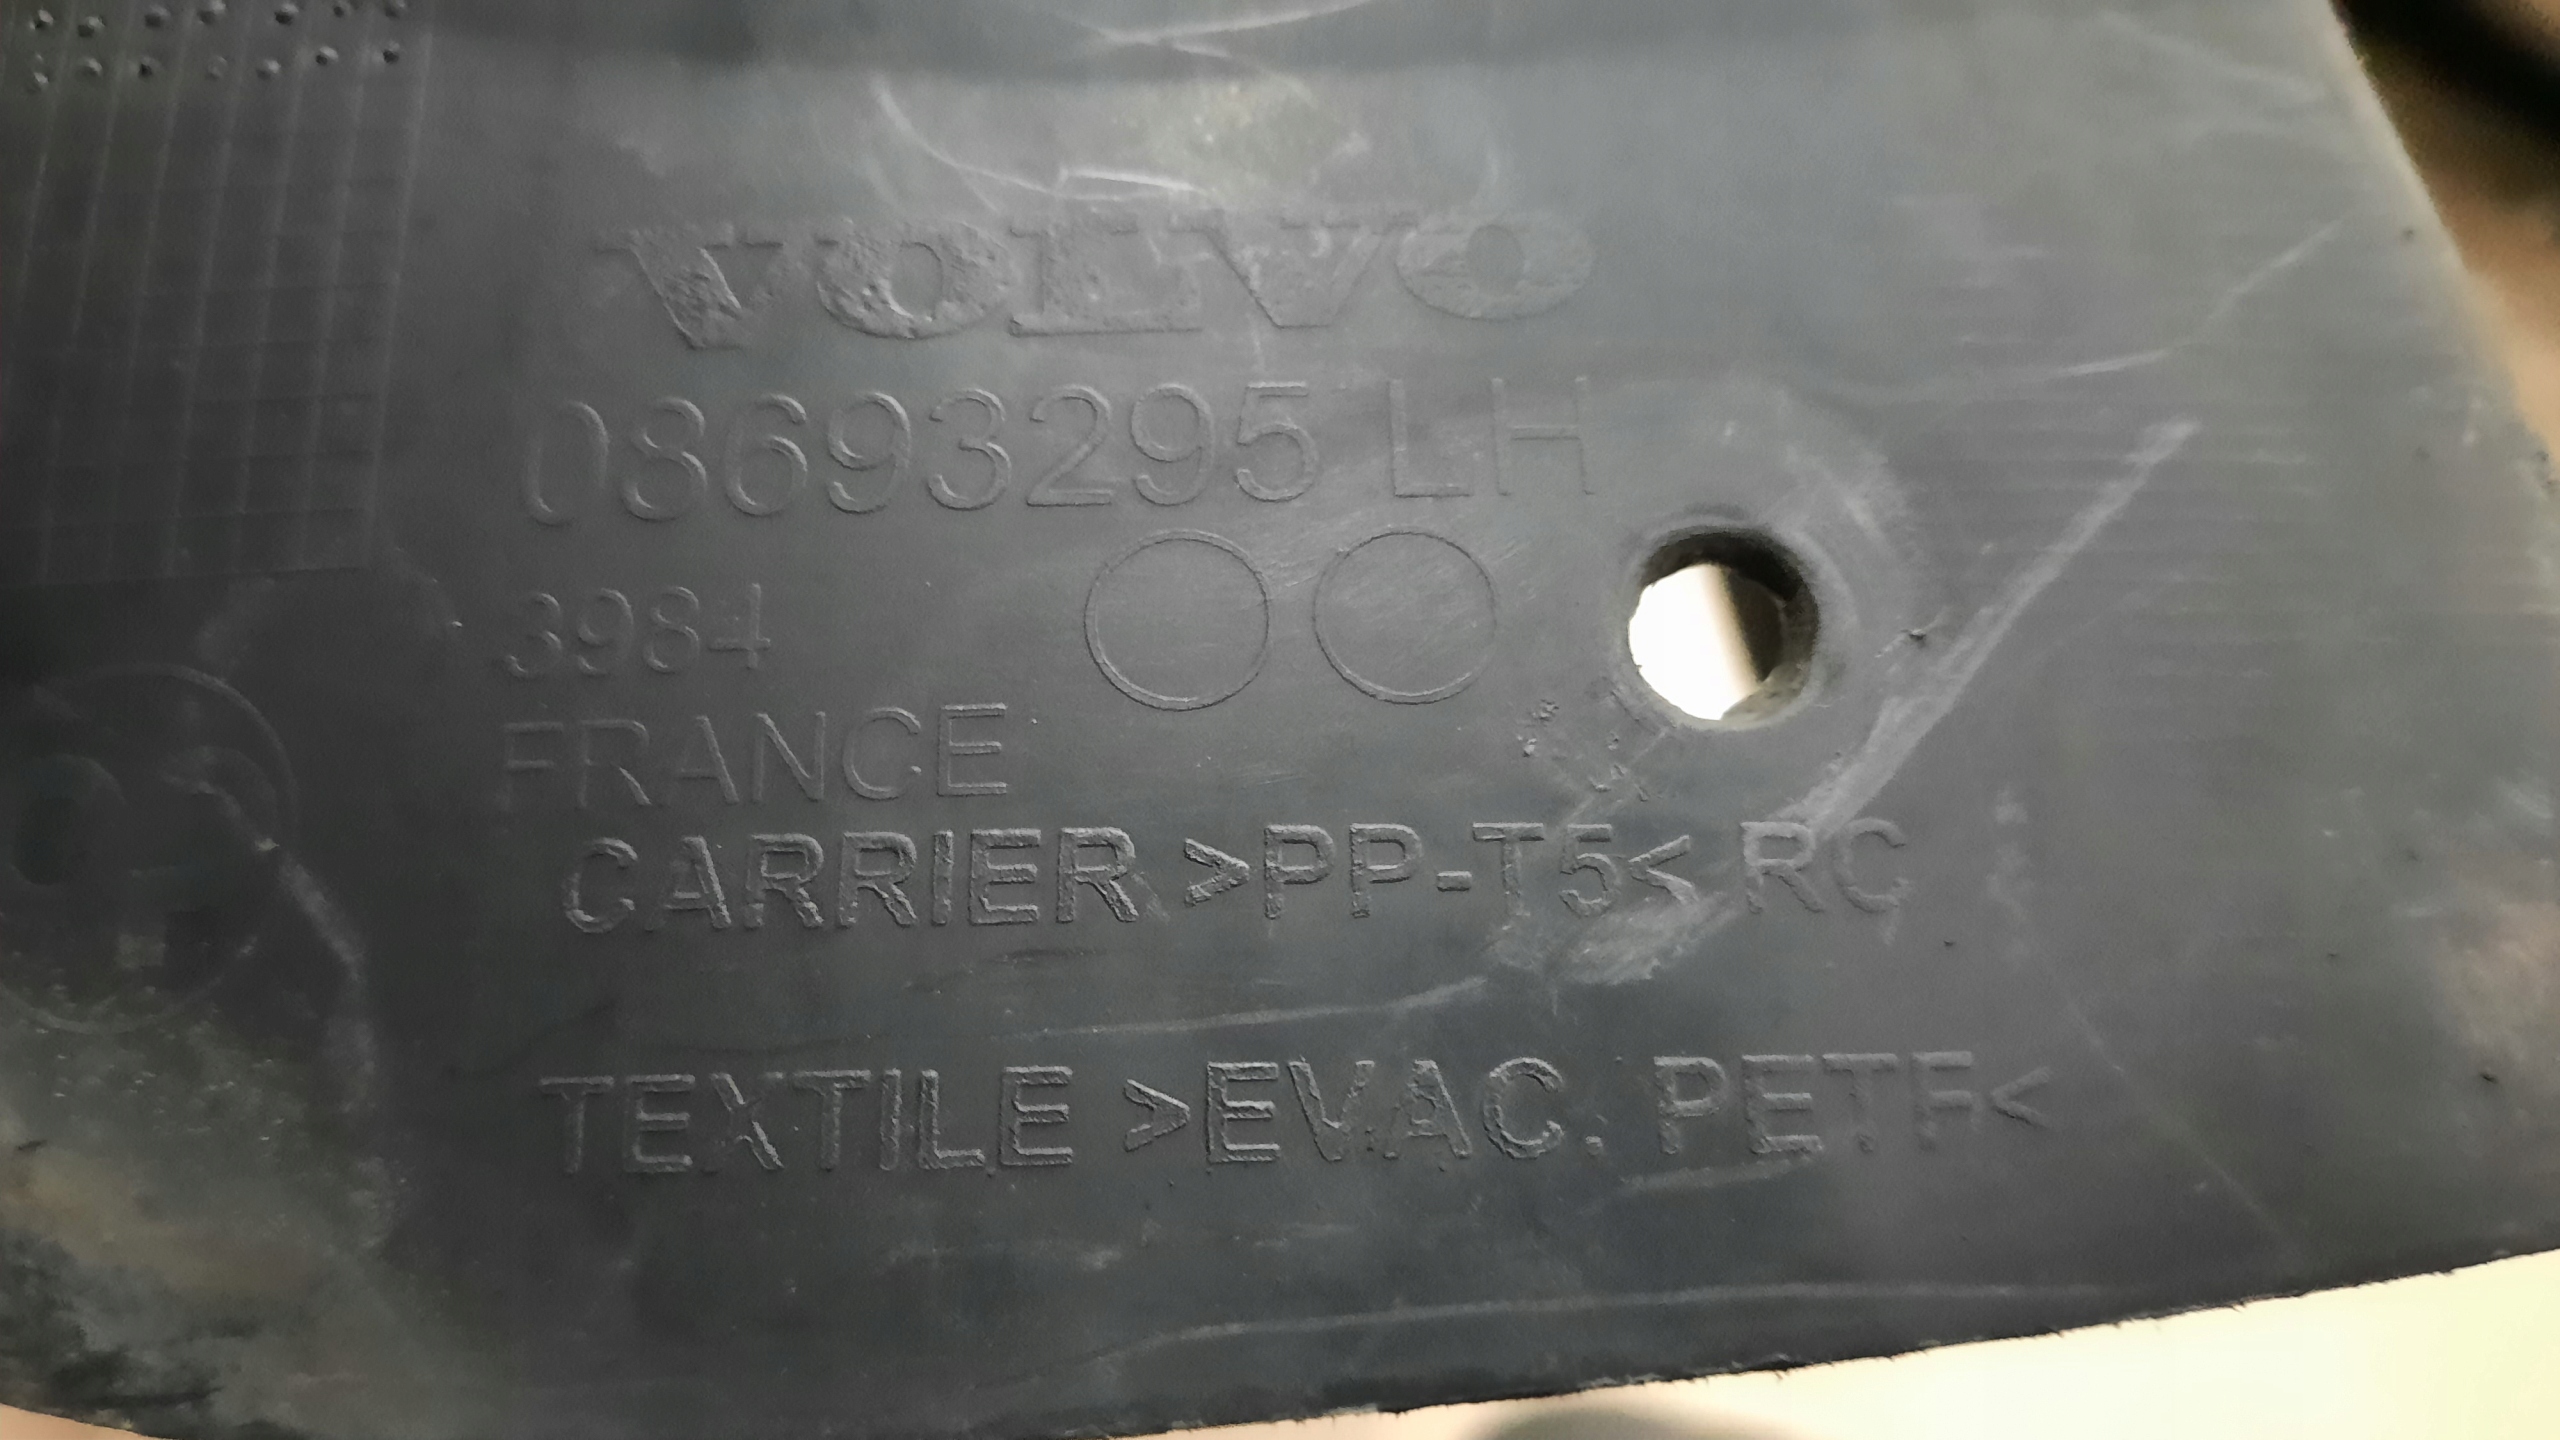 VOLVO
08693295 LH
3984
FRANCE
CARRIER >PP-T5< RC
TEXTILE >EVAC. PETF<